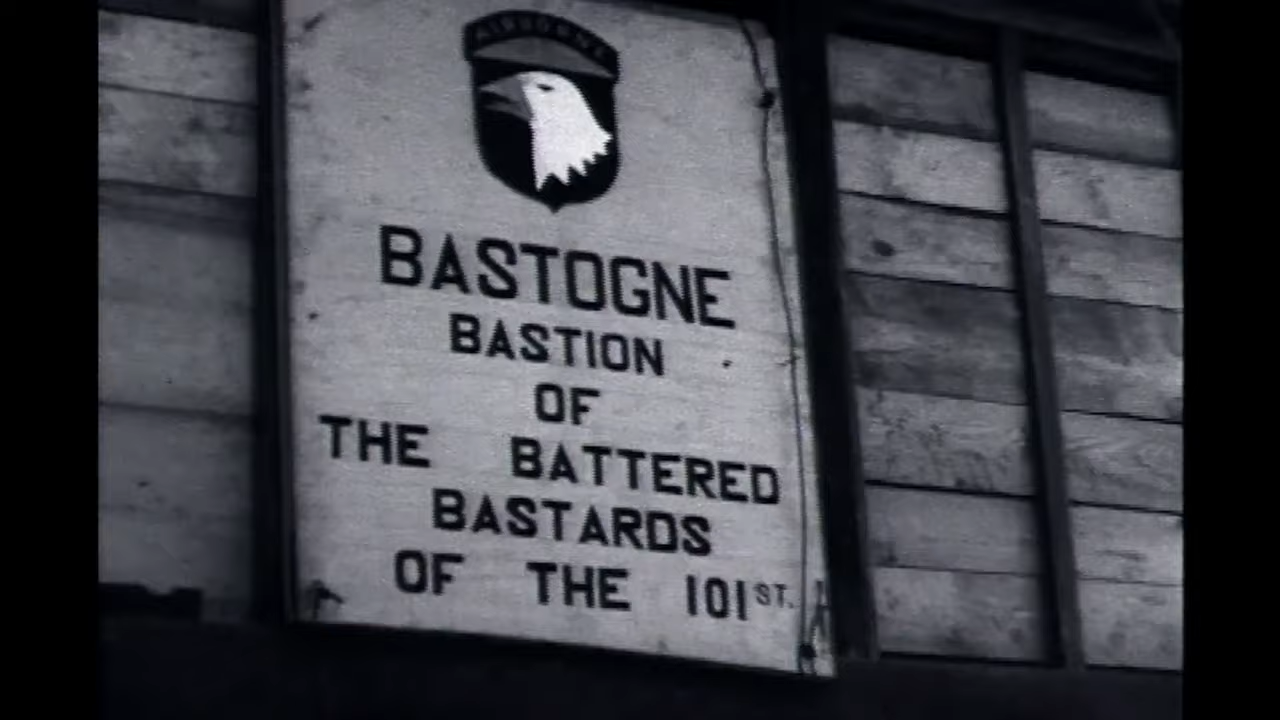 AIRBORNE
BASTOGNE
BASTION
OF
THE BATTERED
BASTARDS
OF THE 101ST.